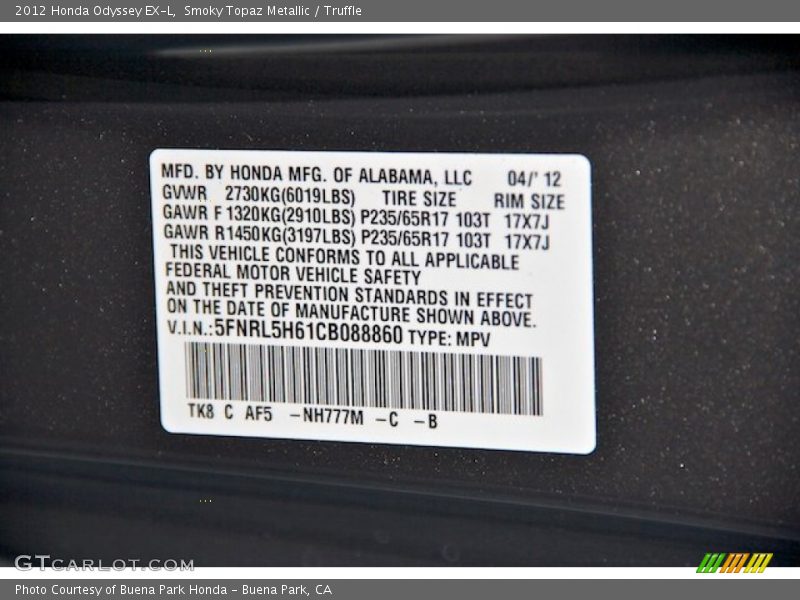 2012 Honda Odyssey EX-L, Smoky Topaz Metallic / Truffle
MFD. BY HONDA MFG. OF ALABAMA, LLC 04/' 12
GVWR 2730KG(6019LBS) TIRE SIZE RIM SIZE
GAWR F 1320KG(2910LBS) P235/65R17 103T 17X7J
GAWR R1450KG(3197LBS) P235/65R17 103T 17X7J
THIS VEHICLE CONFORMS TO ALL APPLICABLE
FEDERAL MOTOR VEHICLE SAFETY
AND THEFT PREVENTION STANDARDS IN EFFECT
ON THE DATE OF MANUFACTURE SHOWN ABOVE.
V.I.N.:5FNRL5H61CB088860 TYPE: MPV
TK8 C AF5 -NH777M -C -B
GTCARLOT.COM
Photo Courtesy of Buena Park Honda - Buena Park, CA